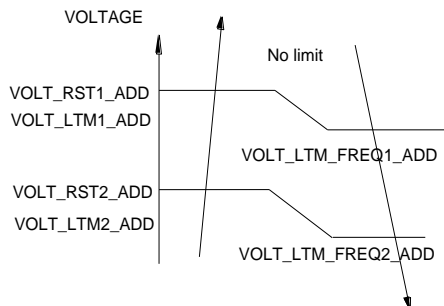 VOLTAGE
No limit
VOLT_RST1_ADD
VOLT_LTM1_ADD
VOLT_LTM_FREQ1_ADD
VOLT_RST2_ADD
VOLT_LTM2_ADD
VOLT_LTM_FREQ2_ADD